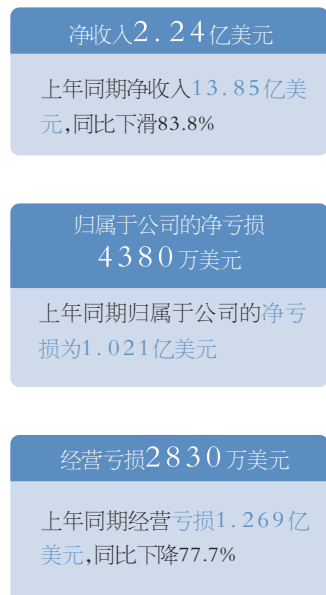 净收入2.24亿美元
上年同期净收入13.85亿美
元,同比下滑83.8%
归属于公司的净亏损
4380万美元
上年同期归属于公司的净亏
损为1.021亿美元
经营亏损2830万美元
上年同期经营亏损1.269亿
美元,同比下降77.7%